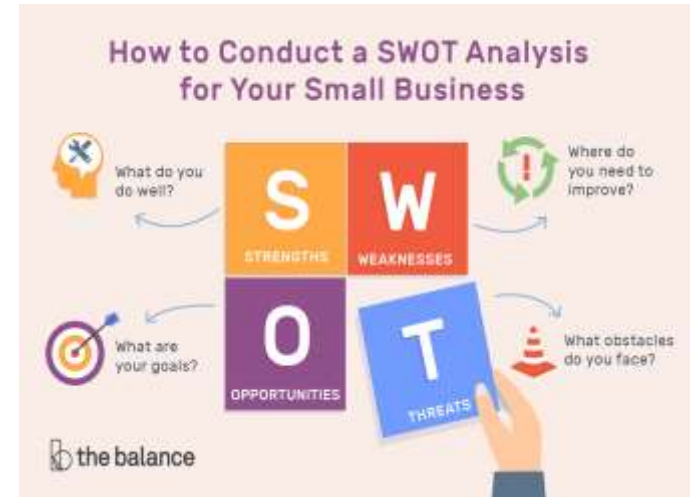 How to Conduct a SWOT Analysis
for Your Small Business
What do you
do well?
S
STRENGTHS
W
WEAKNESSES
Where do
you need to
improve?
What are
your goals?
O
OPPORTUNITIES
T
THREATS
What obstacles
do you face?
the balance